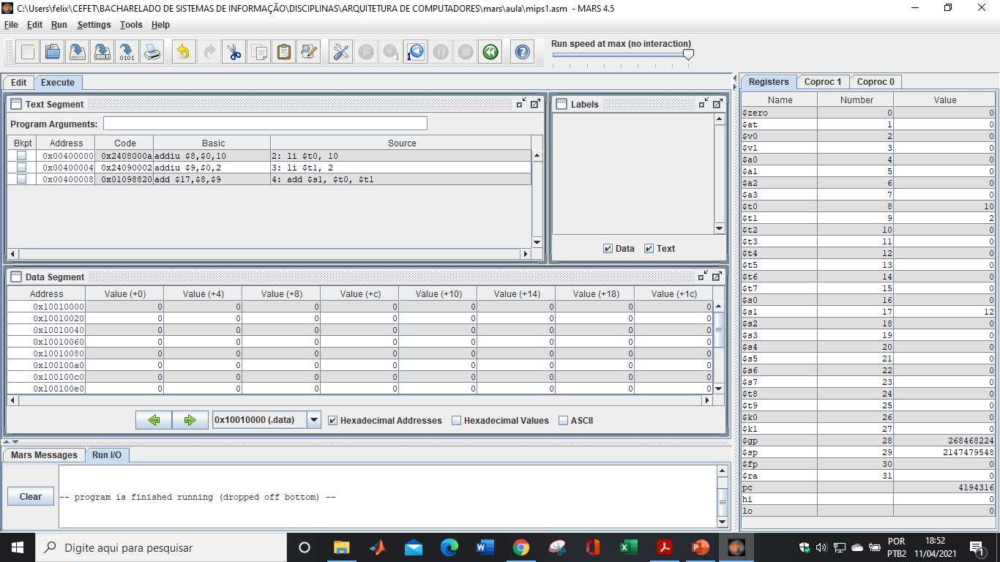 C:\Users\felix\CEFET\BACHARELADO DE SISTEMAS DE INFORMAÇÃO\DISCIPLINAS\ARQUITETURA DE COMPUTADORES\mars\aula\mips1.asm - MARS 4.5
File Edit Run Settings Tools Help
Run speed at max (no interaction)
Edit Execute
Text Segment
Program Arguments:
Bkpt Address Code Basic Source
0x00400000 0x2408000a addiu $8,$0,10 2: li $t0, 10
0x00400004 0x24090002 addiu $9,$0,2 3: li $t1, 2
0x00400008 0x01098820 add $17,$8,$9 4: add $s1, $t0, $t1
Labels
Data Text
Data Segment
Address Value (+0) Value (+4) Value (+8) Value (+c) Value (+10) Value (+14) Value (+18) Value (+1c)
0x10010000 0 0 0 0 0 0 0 0
0x10010020 0 0 0 0 0 0 0 0
0x10010040 0 0 0 0 0 0 0 0
0x10010060 0 0 0 0 0 0 0 0
0x10010080 0 0 0 0 0 0 0 0
0x100100a0 0 0 0 0 0 0 0 0
0x100100c0 0 0 0 0 0 0 0 0
0x100100e0 0 0 0 0 0 0 0 0
0x10010000 (.data) Hexadecimal Addresses Hexadecimal Values ASCII
Mars Messages Run I/O
Clear
-- program is finished running (dropped off bottom) --
Registers Coproc 1 Coproc 0
Name Number Value
$zero 0 0
$at 1 0
$v0 2 0
$v1 3 0
$a0 4 0
$a1 5 0
$a2 6 0
$a3 7 0
$t0 8 10
$t1 9 2
$t2 10 0
$t3 11 0
$t4 12 0
$t5 13 0
$t6 14 0
$t7 15 0
$s0 16 0
$s1 17 12
$s2 18 0
$s3 19 0
$s4 20 0
$s5 21 0
$s6 22 0
$s7 23 0
$t8 24 0
$t9 25 0
$k0 26 0
$k1 27 0
$gp 28 268468224
$sp 29 2147479548
$fp 30 0
$ra 31 0
pc 4194316
hi 0
lo 0
Digite aqui para pesquisar
POR
PTB2
18:52
11/04/2021
1